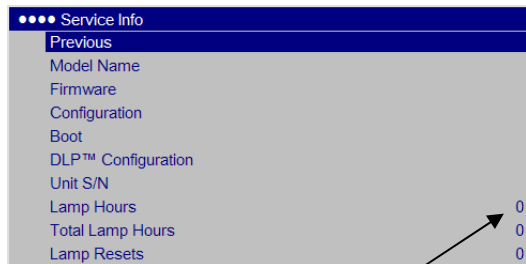 ●●●● Service Info
Previous
Model Name
Firmware
Configuration
Boot
DLP™ Configuration
Unit S/N
Lamp Hours 0
Total Lamp Hours 0
Lamp Resets 0